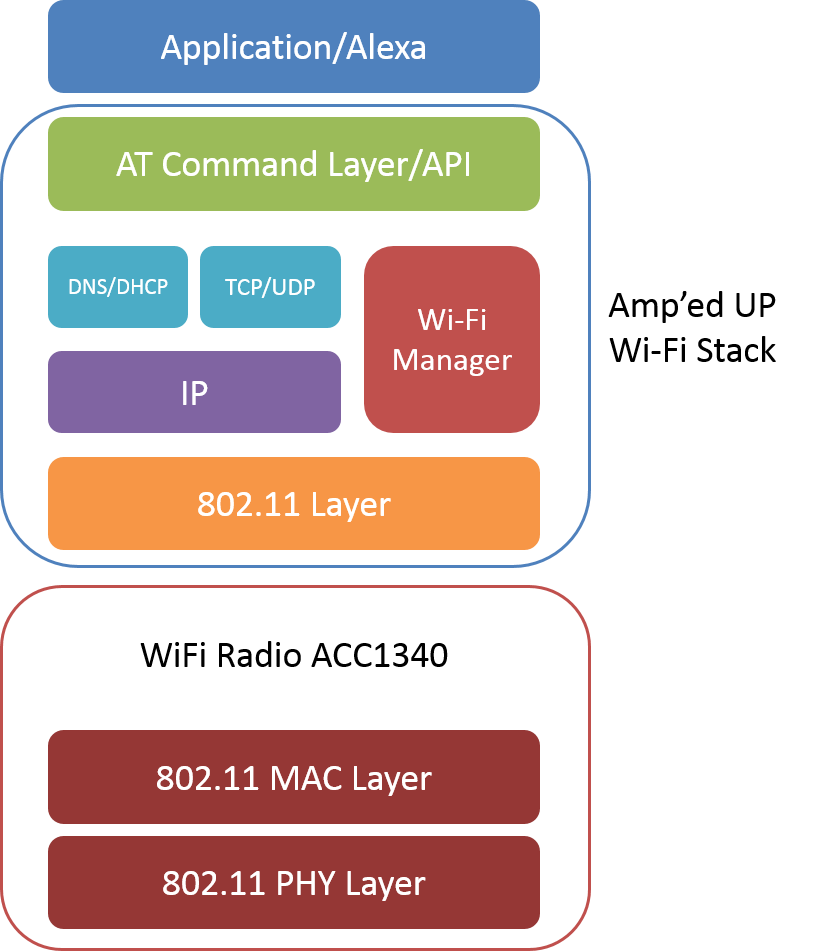 Application/Alexa
AT Command Layer/API
DNS/DHCP
TCP/UDP
Wi-Fi
Manager
IP
802.11 Layer
Amp’ed UP
Wi-Fi Stack
WiFi Radio ACC1340
802.11 MAC Layer
802.11 PHY Layer